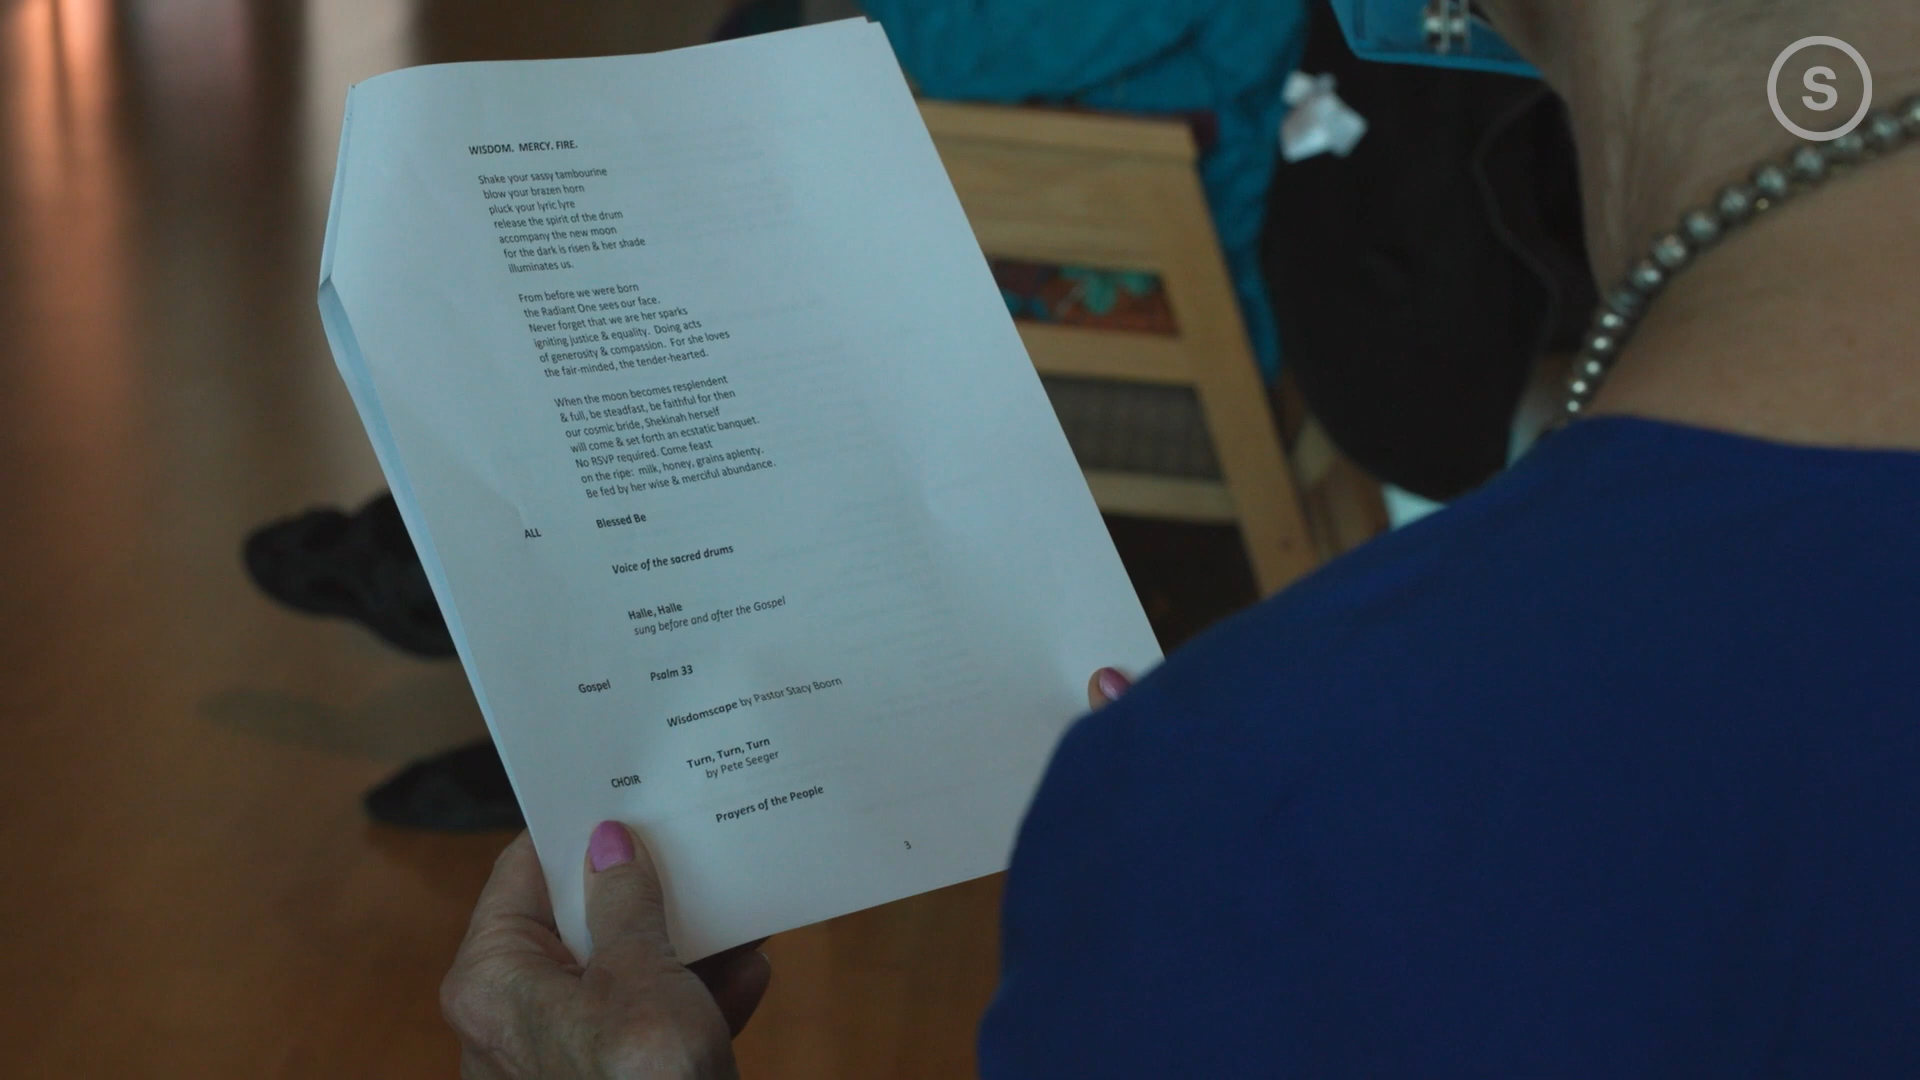 S
WISDOM. MERCY. FIRE.
Shake your sassy tambourine
blow your brazen horn
pluck your lyric lyre
release the spirit of the drum
accompany the new moon
for the dark is risen & her shade
illuminates us.
From before we were born
the Radiant One sees our face.
Never forget that we are her sparks
igniting justice & equality. Doing acts
of generosity & compassion. For she loves
the fair-minded, the tender-hearted.
When the moon becomes resplendent
& full, be steadfast, be faithful for then
our cosmic bride, Shekinah herself
will come & set forth an ecstatic banquet.
No RSVP required. Come feast
on the ripe: milk, honey, grains aplenty.
Be fed by her wise & merciful abundance.
ALL Blessed Be
Voice of the sacred drums
Halle, Halle
sung before and after the Gospel
Gospel Psalm 33
Wisdomscape by Pastor Stacy Boorn
CHOIR Turn, Turn, Turn
by Pete Seeger
Prayers of the People
3